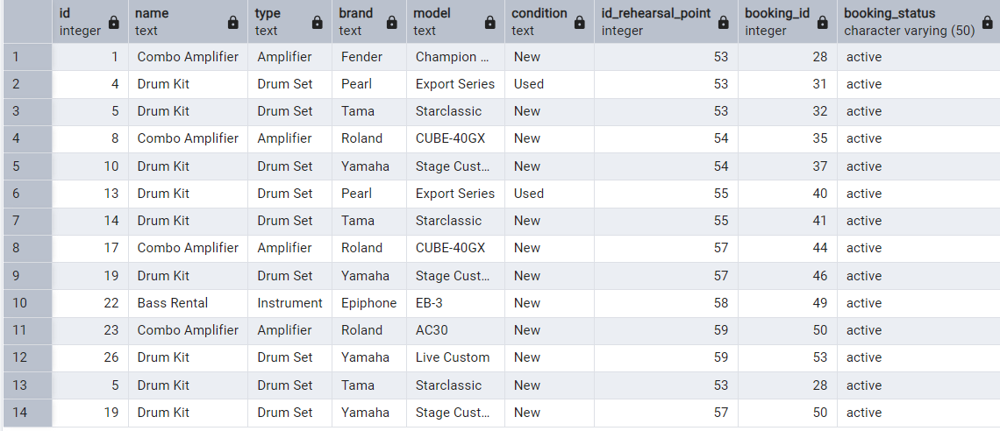 id name type brand model condition id_rehearsal_point booking_id booking_status
integer text text text text text integer integer character varying (50)
1 1 Combo Amplifier Amplifier Fender Champion ... New 53 28 active
2 4 Drum Kit Drum Set Pearl Export Series Used 53 31 active
3 5 Drum Kit Drum Set Tama Starclassic New 53 32 active
4 8 Combo Amplifier Amplifier Roland CUBE-40GX New 54 35 active
5 10 Drum Kit Drum Set Yamaha Stage Cust... New 54 37 active
6 13 Drum Kit Drum Set Pearl Export Series Used 55 40 active
7 14 Drum Kit Drum Set Tama Starclassic New 55 41 active
8 17 Combo Amplifier Amplifier Roland CUBE-40GX New 57 44 active
9 19 Drum Kit Drum Set Yamaha Stage Cust... New 57 46 active
10 22 Bass Rental Instrument Epiphone EB-3 New 58 49 active
11 23 Combo Amplifier Amplifier Roland AC30 New 59 50 active
12 26 Drum Kit Drum Set Yamaha Live Custom New 59 53 active
13 5 Drum Kit Drum Set Tama Starclassic New 53 28 active
14 19 Drum Kit Drum Set Yamaha Stage Cust... New 57 50 active